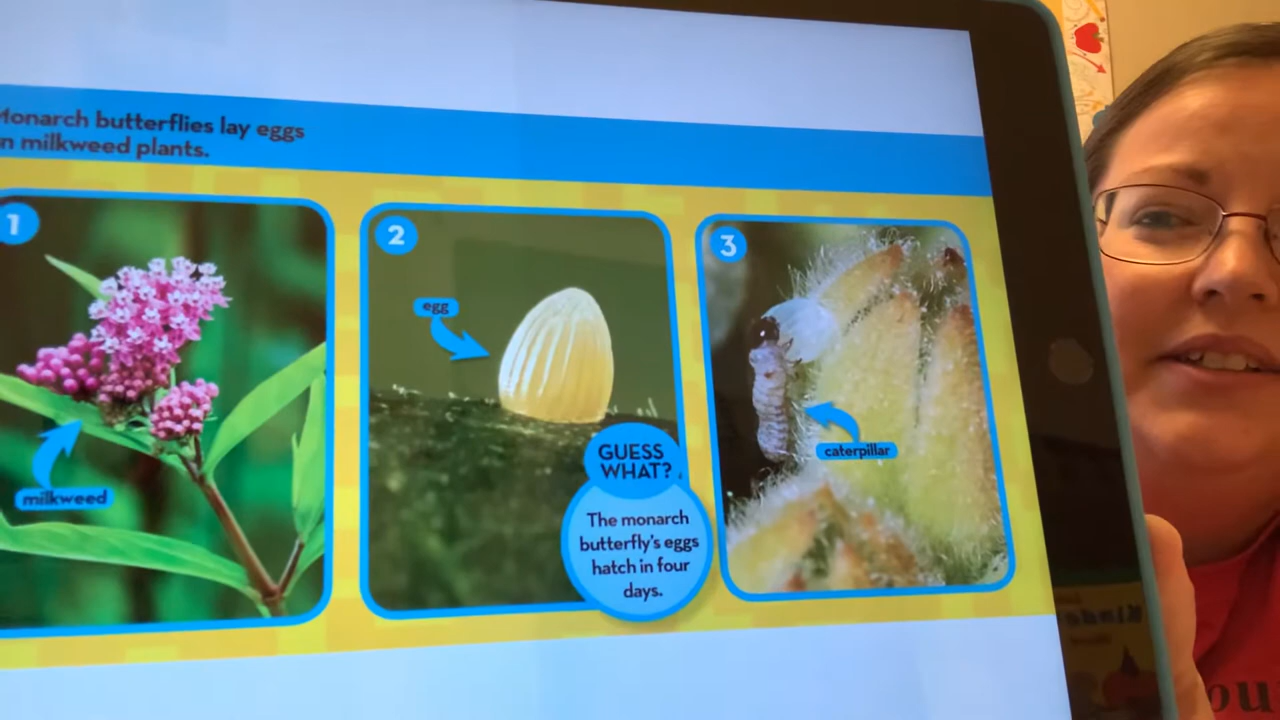 Monarch butterflies lay eggs
on milkweed plants.
1
milkweed
2
egg
GUESS
WHAT?
The monarch
butterfly's eggs
hatch in four
days.
3
caterpillar